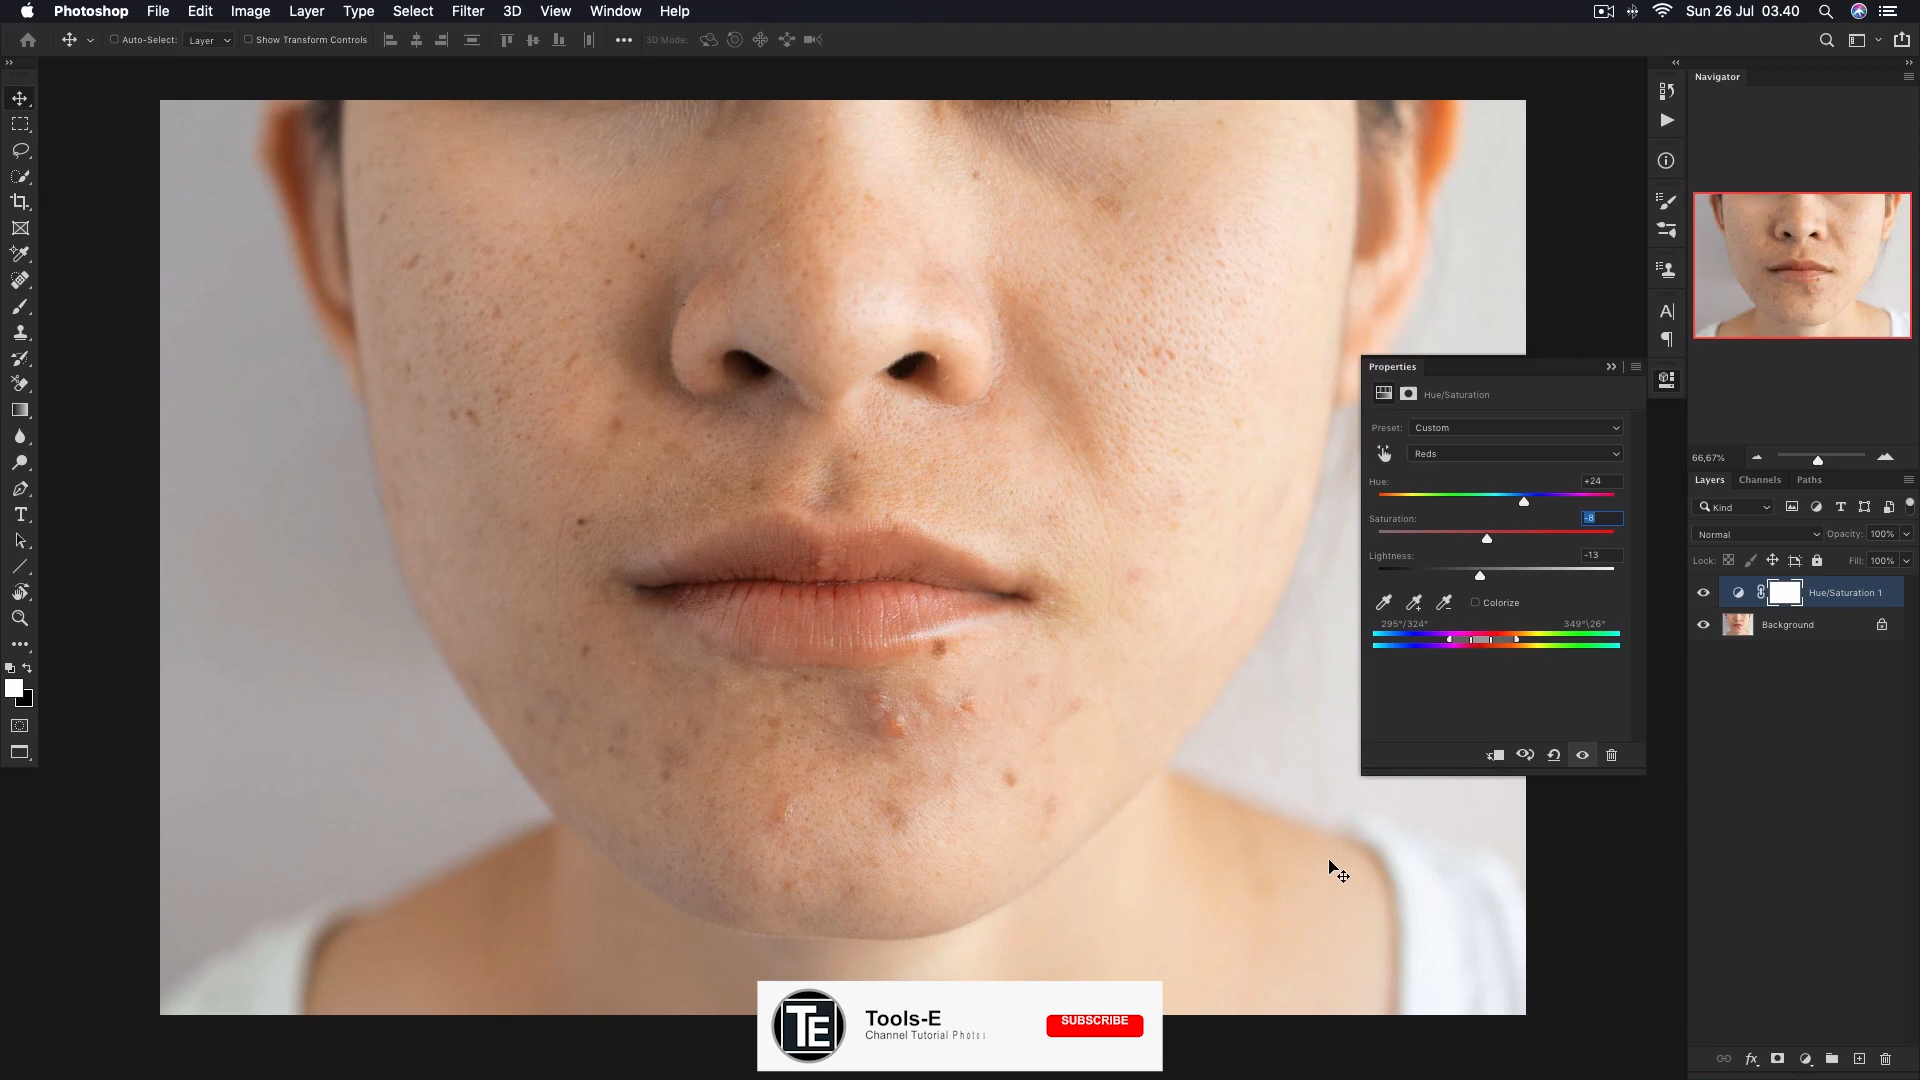 Photoshop File Edit Image Layer Type Select Filter 3D View Window Help Sun 26 Jul 03.40
Auto-Select: Layer Show Transform Controls 3D Mode:
Navigator
Properties
Hue/Saturation
Preset: Custom
Reds
Hue: +24
Saturation: -8
Lightness: -13
Colorize
295°/324° 349°\26°
66,67%
Layers Channels Paths
Kind
Normal Opacity: 100%
Lock: Fill: 100%
Hue/Saturation 1
Background
TE
Tools-E
Channel Tutorial Photos
SUBSCRIBE